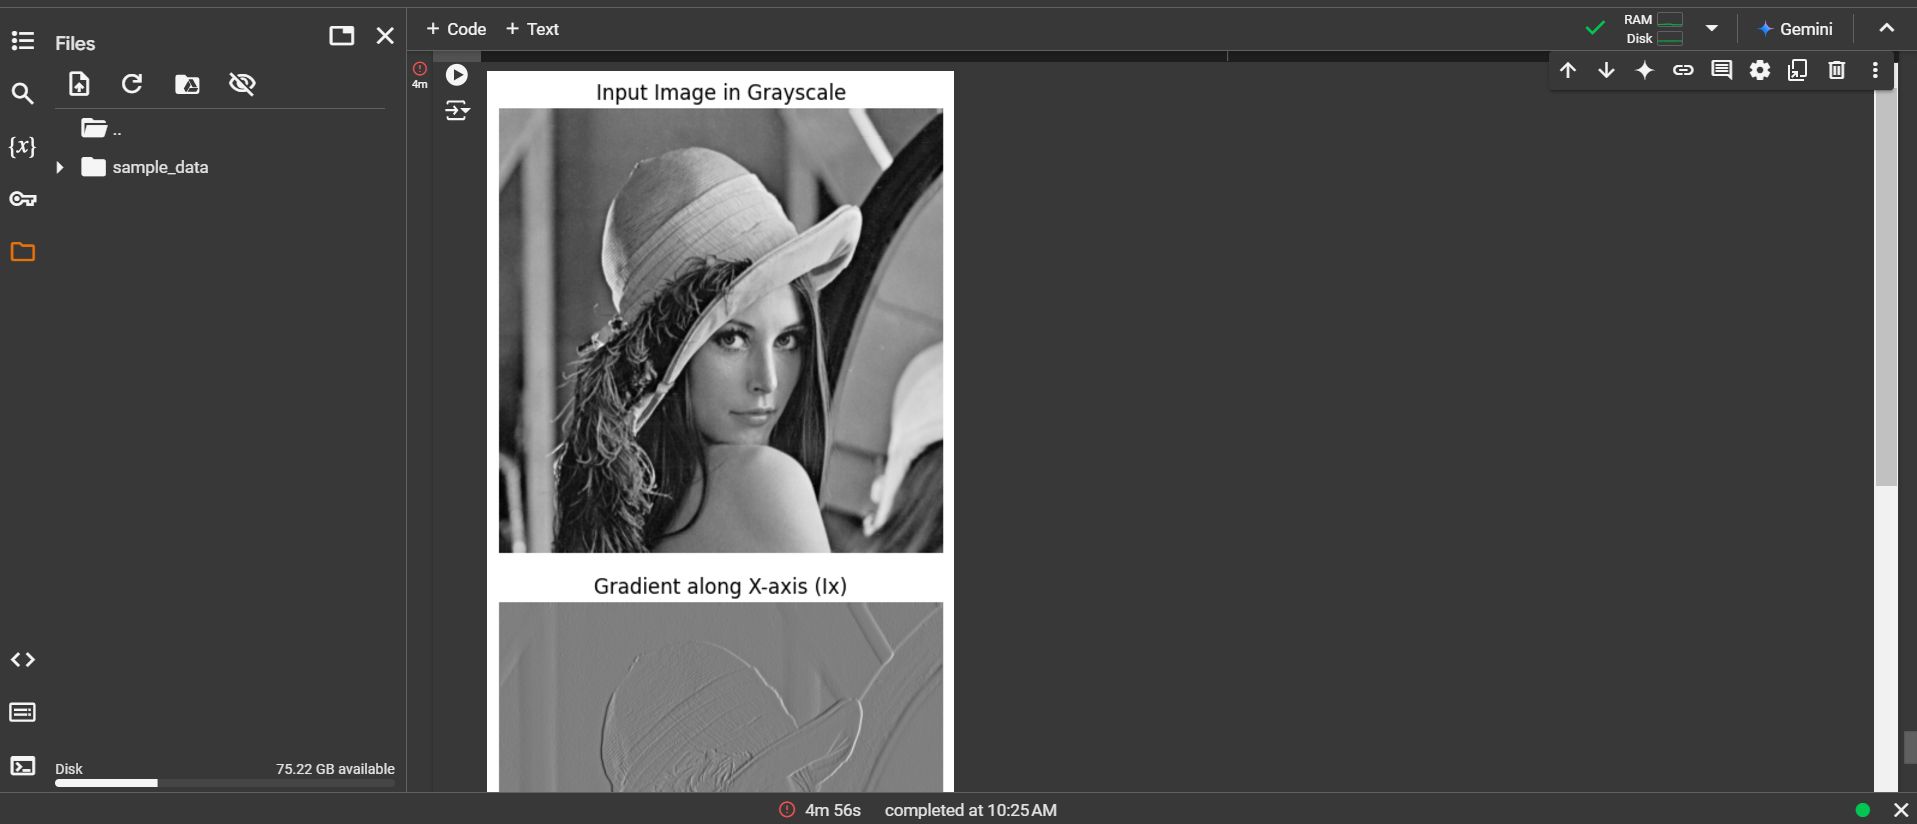 Files
..
sample_data
{x}
Disk
75.22 GB available
+ Code + Text
RAM
Disk
Gemini
4m
Input Image in Grayscale
Gradient along X-axis (Ix)
4m 56s completed at 10:25 AM